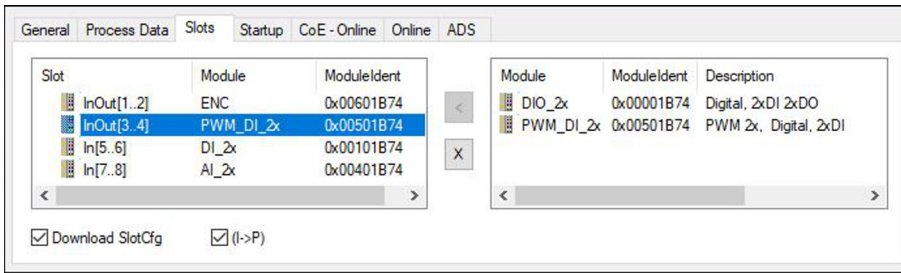 General Process Data Slots Startup CoE - Online Online ADS
Slot Module ModuleIdent
InOut[1..2] ENC 0x00601B74
InOut[3..4] PWM_DI_2x 0x00501B74
In[5..6] DI_2x 0x00101B74
In[7..8] AI_2x 0x00401B74
<
X
Module ModuleIdent Description
DIO_2x 0x00001B74 Digital, 2xDI 2xDO
PWM_DI_2x 0x00501B74 PWM 2x, Digital, 2xDI
Download SlotCfg (I->P)